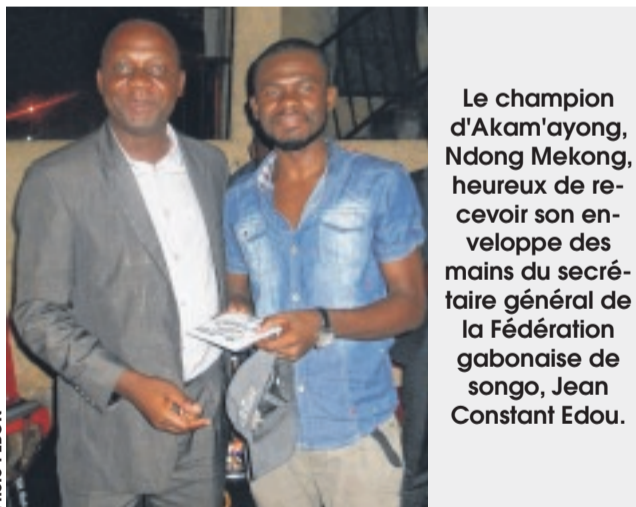 Le champion
d'Akam'ayong,
Ndong Mekong,
heureux de re-
cevoir son en-
veloppe des
mains du secré-
taire général de
la Fédération
gabonaise de
songo, Jean
Constant Edou.